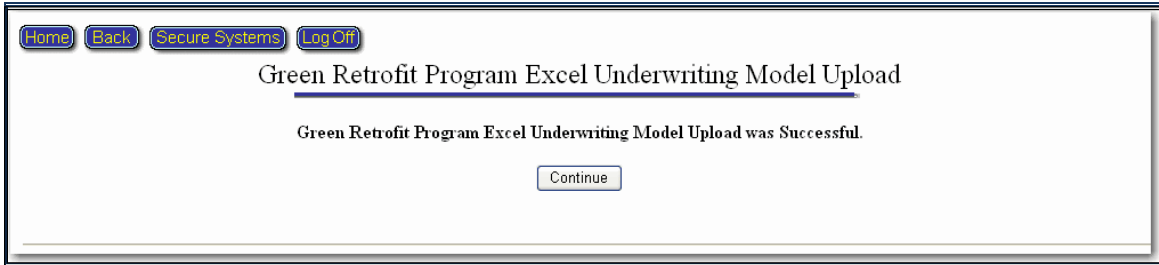 Home Back Secure Systems Log Off
Green Retrofit Program Excel Underwriting Model Upload
Green Retrofit Program Excel Underwriting Model Upload was Successful.
Continue